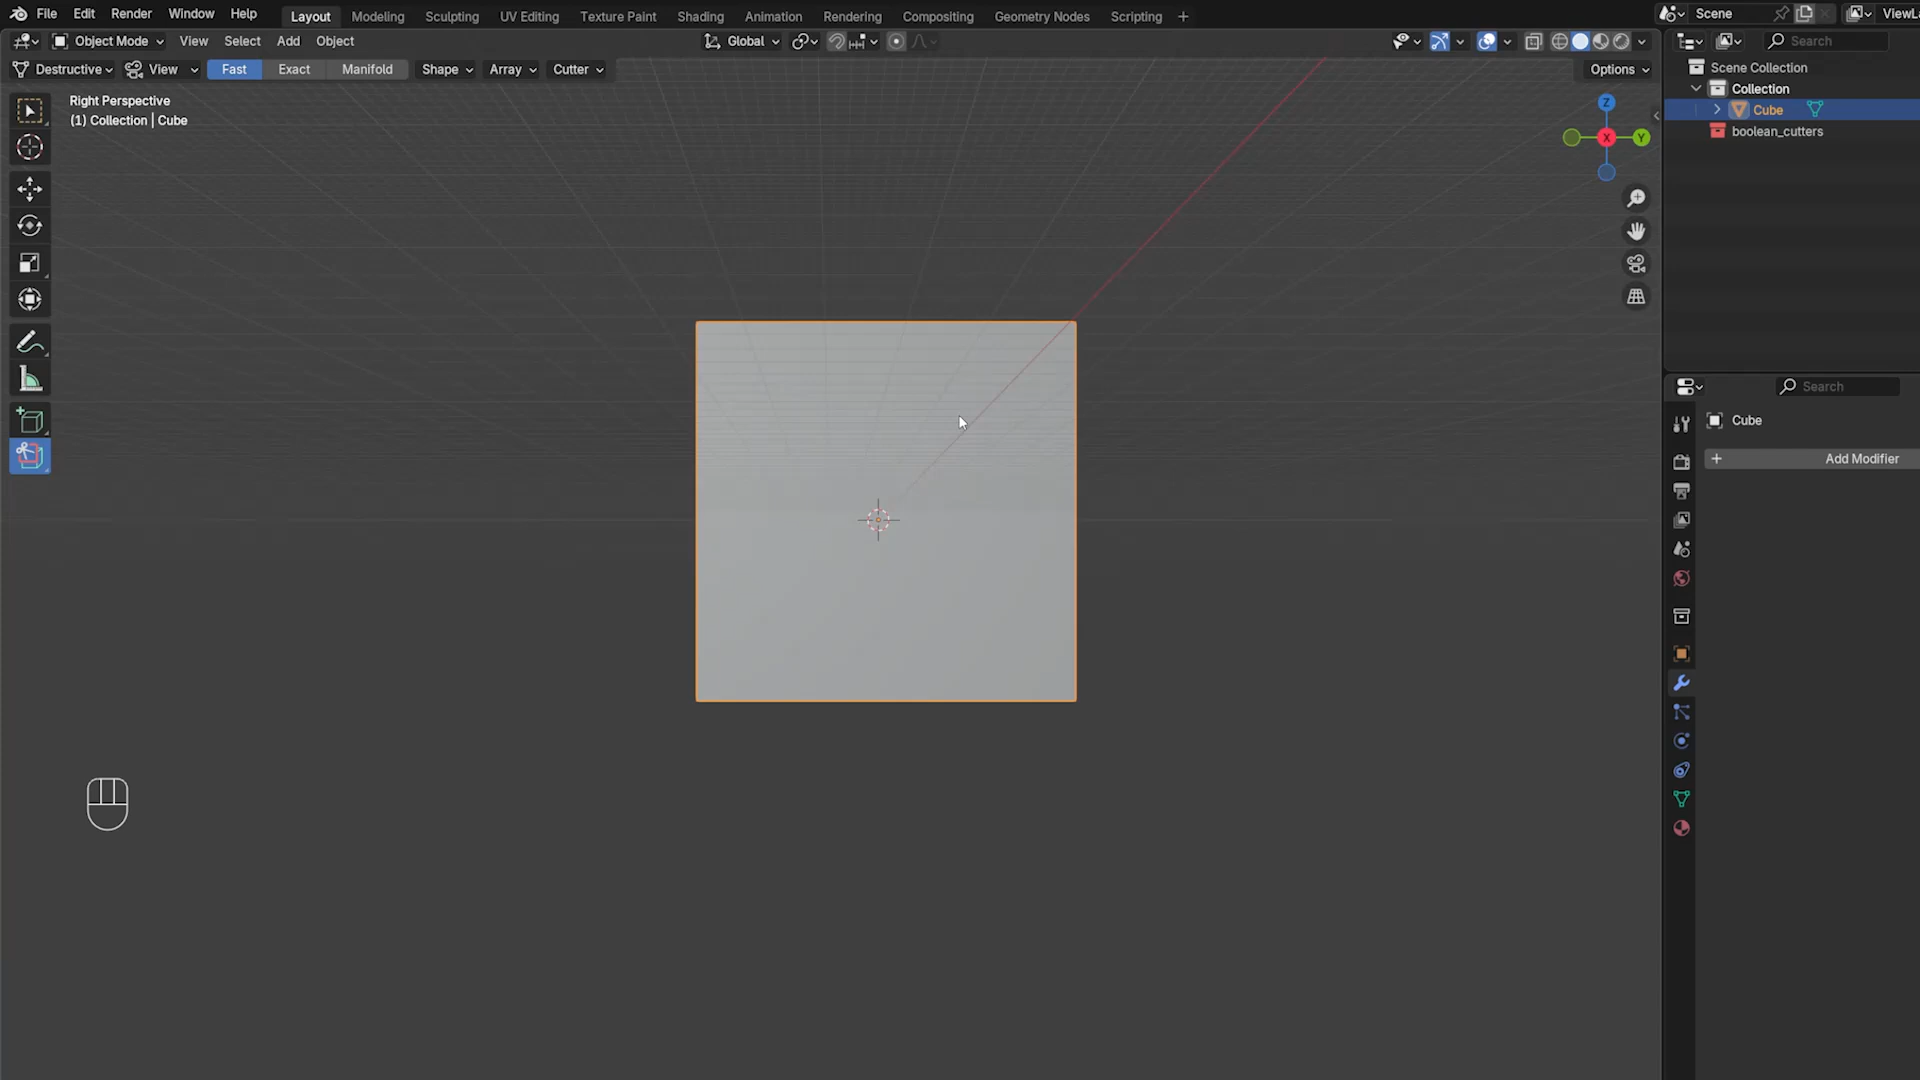 File Edit Render Window Help Layout Modeling Sculpting UV Editing Texture Paint Shading Animation Rendering Compositing Geometry Nodes Scripting + Scene ViewLa
Object Mode View Select Add Object Global Search
Destructive View Fast Exact Manifold Shape Array Cutter Options
Scene Collection
Collection
Cube
boolean_cutters
Right Perspective
(1) Collection | Cube
Z
X
Y
Search
Cube
+ Add Modifier